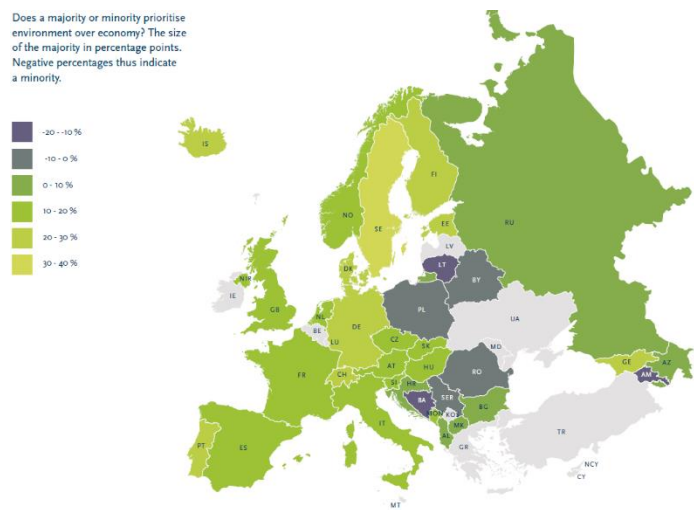 Does a majority or minority prioritise
environment over economy? The size
of the majority in percentage points.
Negative percentages thus indicate
a minority.
-20 - -10 %
-10 - 0 %
0 - 10 %
10 - 20 %
20 - 30 %
30 - 40 %
IS
FI
NO
SE
RU
EE
LV
DK
LT
NIR
BY
IE
GB
NL
PL
DE
BE
UA
LU
CZ
SK
MD
CH
AT
HU
FR
SI
HR
RO
GE
AZ
BA
SER
AM
MON
KO
BG
IT
MK
PT
ES
AL
GR
TR
NCY
CY
MT